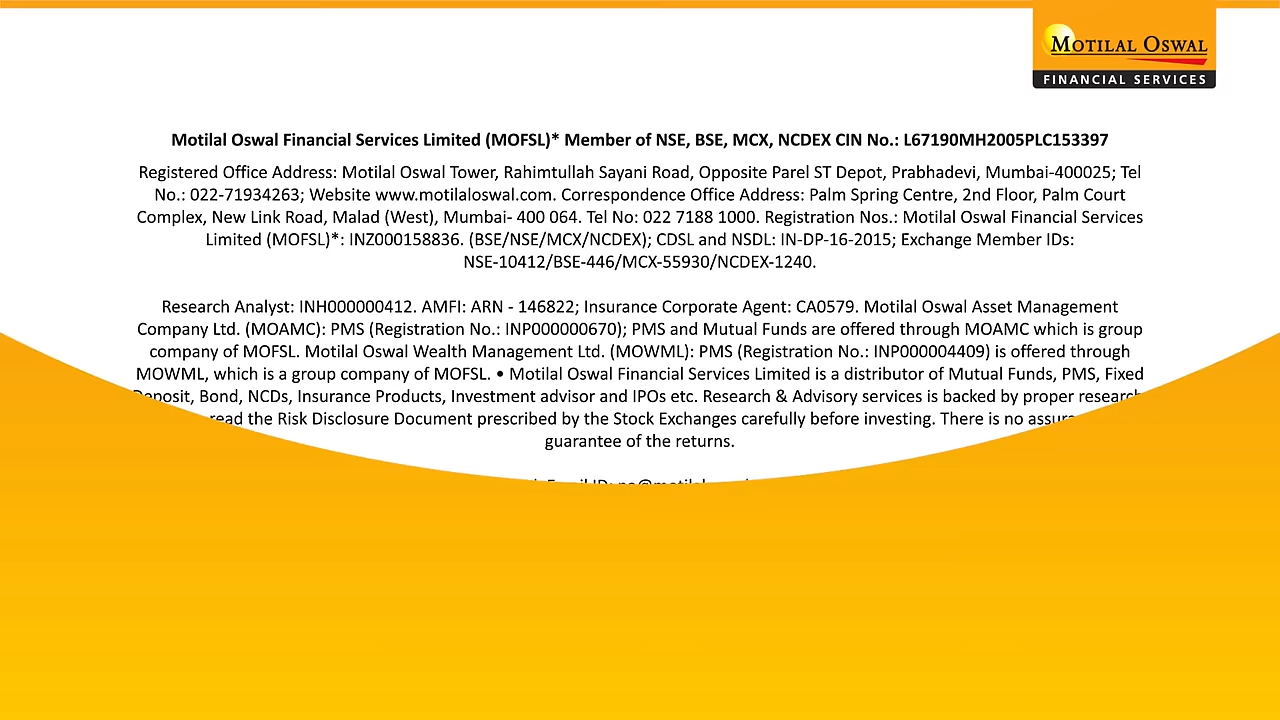 MOTILAL OSWAL
FINANCIAL SERVICES
Motilal Oswal Financial Services Limited (MOFSL)* Member of NSE, BSE, MCX, NCDEX CIN No.: L67190MH2005PLC153397
Registered Office Address: Motilal Oswal Tower, Rahimtullah Sayani Road, Opposite Parel ST Depot, Prabhadevi, Mumbai-400025; Tel
No.: 022-71934263; Website www.motilaloswal.com. Correspondence Office Address: Palm Spring Centre, 2nd Floor, Palm Court
Complex, New Link Road, Malad (West), Mumbai- 400 064. Tel No: 022 7188 1000. Registration Nos.: Motilal Oswal Financial Services
Limited (MOFSL)*: INZ000158836. (BSE/NSE/MCX/NCDEX); CDSL and NSDL: IN-DP-16-2015; Exchange Member IDs:
NSE-10412/BSE-446/MCX-55930/NCDEX-1240.
Research Analyst: INH000000412. AMFI: ARN - 146822; Insurance Corporate Agent: CA0579. Motilal Oswal Asset Management
Company Ltd. (MOAMC): PMS (Registration No.: INP000000670); PMS and Mutual Funds are offered through MOAMC which is group
company of MOFSL. Motilal Oswal Wealth Management Ltd. (MOWML): PMS (Registration No.: INP000004409) is offered through
MOWML, which is a group company of MOFSL. • Motilal Oswal Financial Services Limited is a distributor of Mutual Funds, PMS, Fixed
Deposit, Bond, NCDs, Insurance Products, Investment advisor and IPOs etc. Research & Advisory services is backed by proper research
read the Risk Disclosure Document prescribed by the Stock Exchanges carefully before investing. There is no
guarantee of the returns.